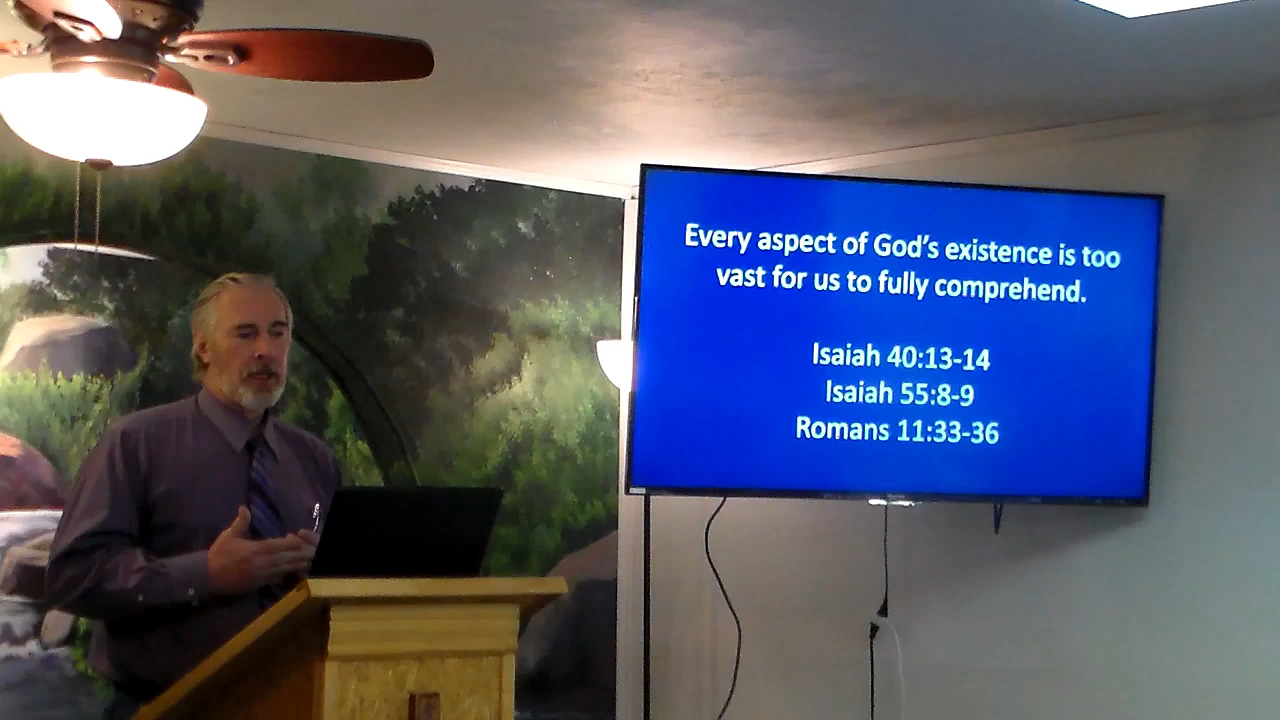 Every aspect of God's existence is too
vast for us to fully comprehend.
Isaiah 40:13-14
Isaiah 55:8-9
Romans 11:33-36